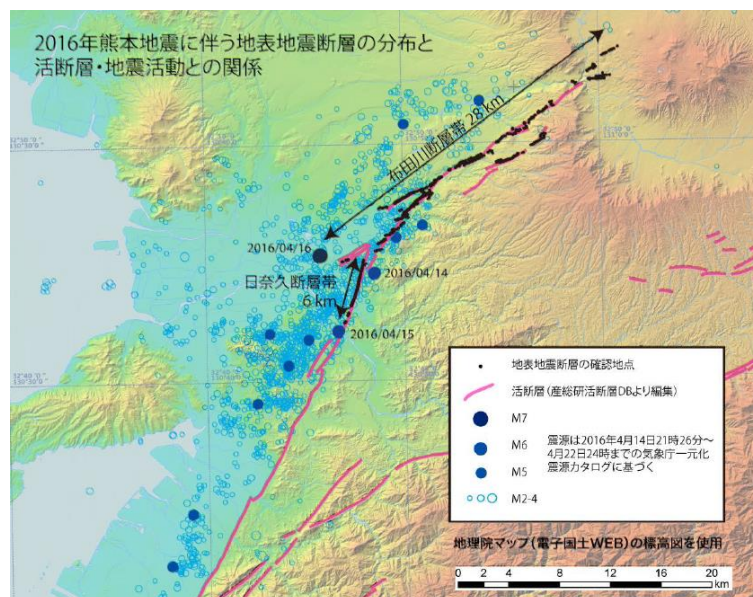 2016年熊本地震に伴う地表地震断層の分布と
活断層・地震活動との関係
布田川断層帯 28 km
2016/04/16
2016/04/14
日奈久断層帯
6 km
2016/04/15
地表地震断層の確認地点
活断層(産総研活断層DBより編集)
M7
M6
M5
震源は2016年4月14日21時26分～
4月22日24時までの気象庁一元化
震源カタログに基づく
M2-4
地理院マップ(電子国土WEB)の標高図を使用
0 2 4 8 12 16 20
km